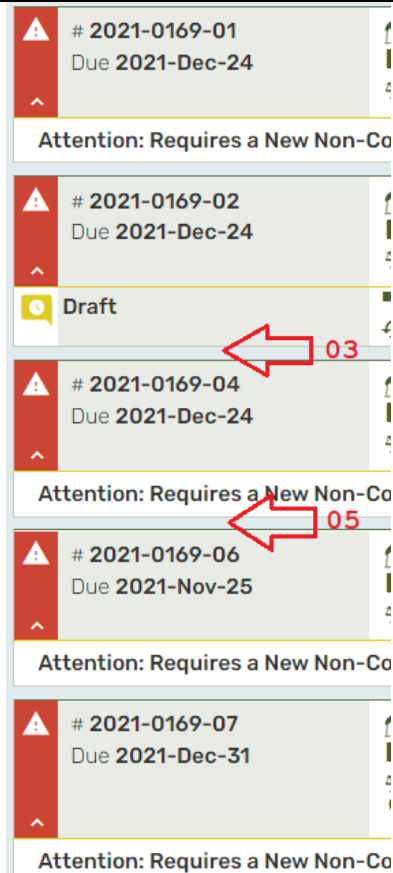 # 2021-0169-01
Due 2021-Dec-24
Attention: Requires a New Non-Co
# 2021-0169-02
Due 2021-Dec-24
Draft
03
# 2021-0169-04
Due 2021-Dec-24
Attention: Requires a New Non-Co
05
# 2021-0169-06
Due 2021-Nov-25
Attention: Requires a New Non-Co
# 2021-0169-07
Due 2021-Dec-31
Attention: Requires a New Non-Co